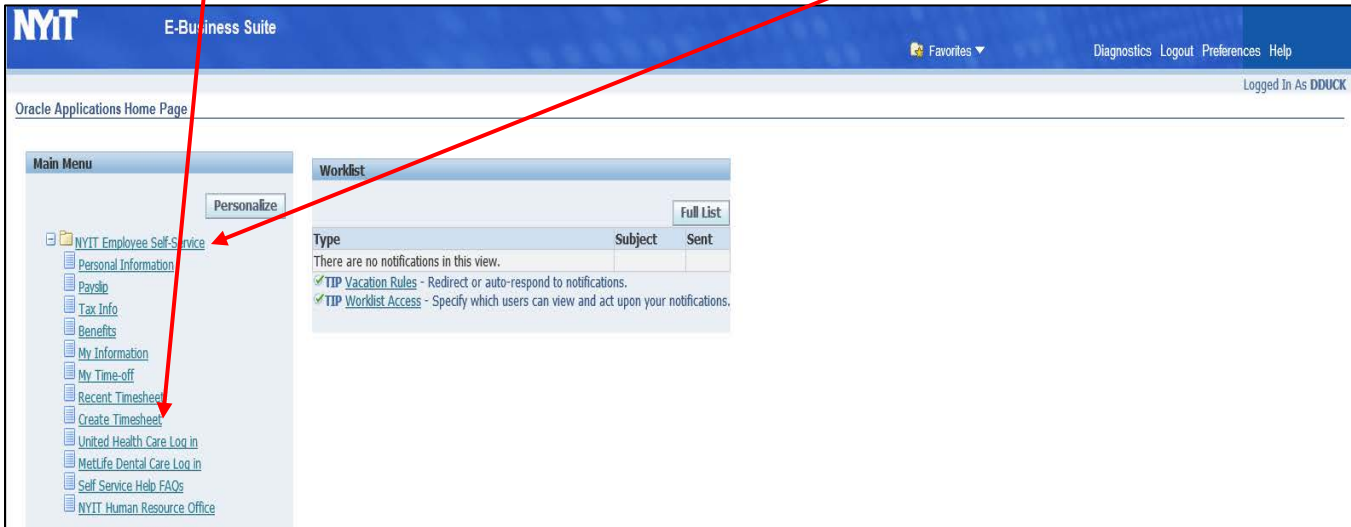 NYiT E-Business Suite
Favorites Diagnostics Logout Preferences Help
Logged In As DDUCK
Oracle Applications Home Page
Main Menu
Personalize
NYIT Employee Self-Service
Personal Information
Payslip
Tax Info
Benefits
My Information
My Time-off
Recent Timesheet
Create Timesheet
United Health Care Log in
MetLife Dental Care Log in
Self Service Help FAQs
NYIT Human Resource Office
Worklist
Full List
Type Subject Sent
There are no notifications in this view.
TIP Vacation Rules - Redirect or auto-respond to notifications.
TIP Worklist Access - Specify which users can view and act upon your notifications.